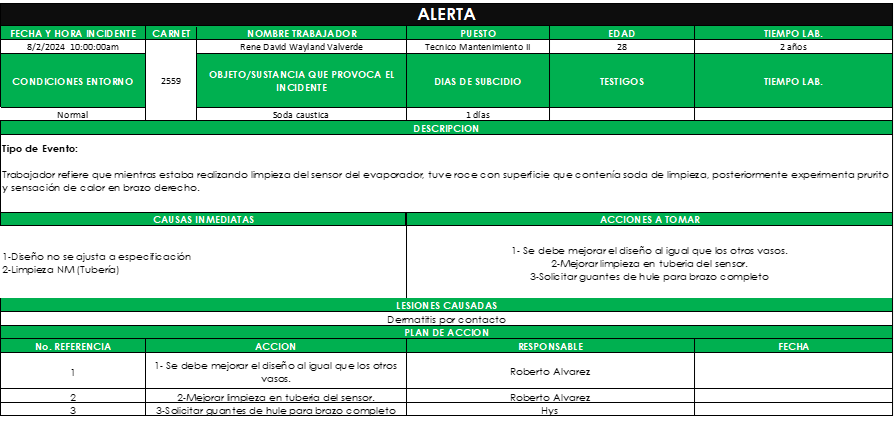 ALERTA
FECHA Y HORA INCIDENTE CARNET NOMBRE TRABAJADOR PUESTO EDAD TIEMPO LAB.
8/2/2024 10:00:00am 2559 Rene David Wayland Valverde Tecnico Mantenimiento II 28 2 años
CONDICIONES ENTORNO OBJETO/SUSTANCIA QUE PROVOCA EL INCIDENTE DIAS DE SUBCIDIO TESTIGOS TIEMPO LAB.
Normal Soda caustica 1 días
DESCRIPCION
Tipo de Evento:
Trabajador refiere que mientras estaba realizando limpieza del sensor del evaporador, tuve roce con superficie que contenía soda de limpieza, posteriormente experimenta prurito
y sensación de calor en brazo derecho.
CAUSAS INMEDIATAS ACCIONES A TOMAR
1-Diseño no se ajusta a especificación
2-Limpieza NM (Tubería)
1- Se debe mejorar el diseño al igual que los otros vasos.
2-Mejorar limpieza en tuberia del sensor.
3-Solicitar guantes de hule para brazo completo
LESIONES CAUSADAS
Dermatitis por contacto
PLAN DE ACCION
No. REFERENCIA ACCION RESPONSABLE FECHA
1 1- Se debe mejorar el diseño al igual que los otros vasos. Roberto Alvarez
2 2-Mejorar limpieza en tuberia del sensor. Roberto Alvarez
3 3-Solicitar guantes de hule para brazo completo Hys